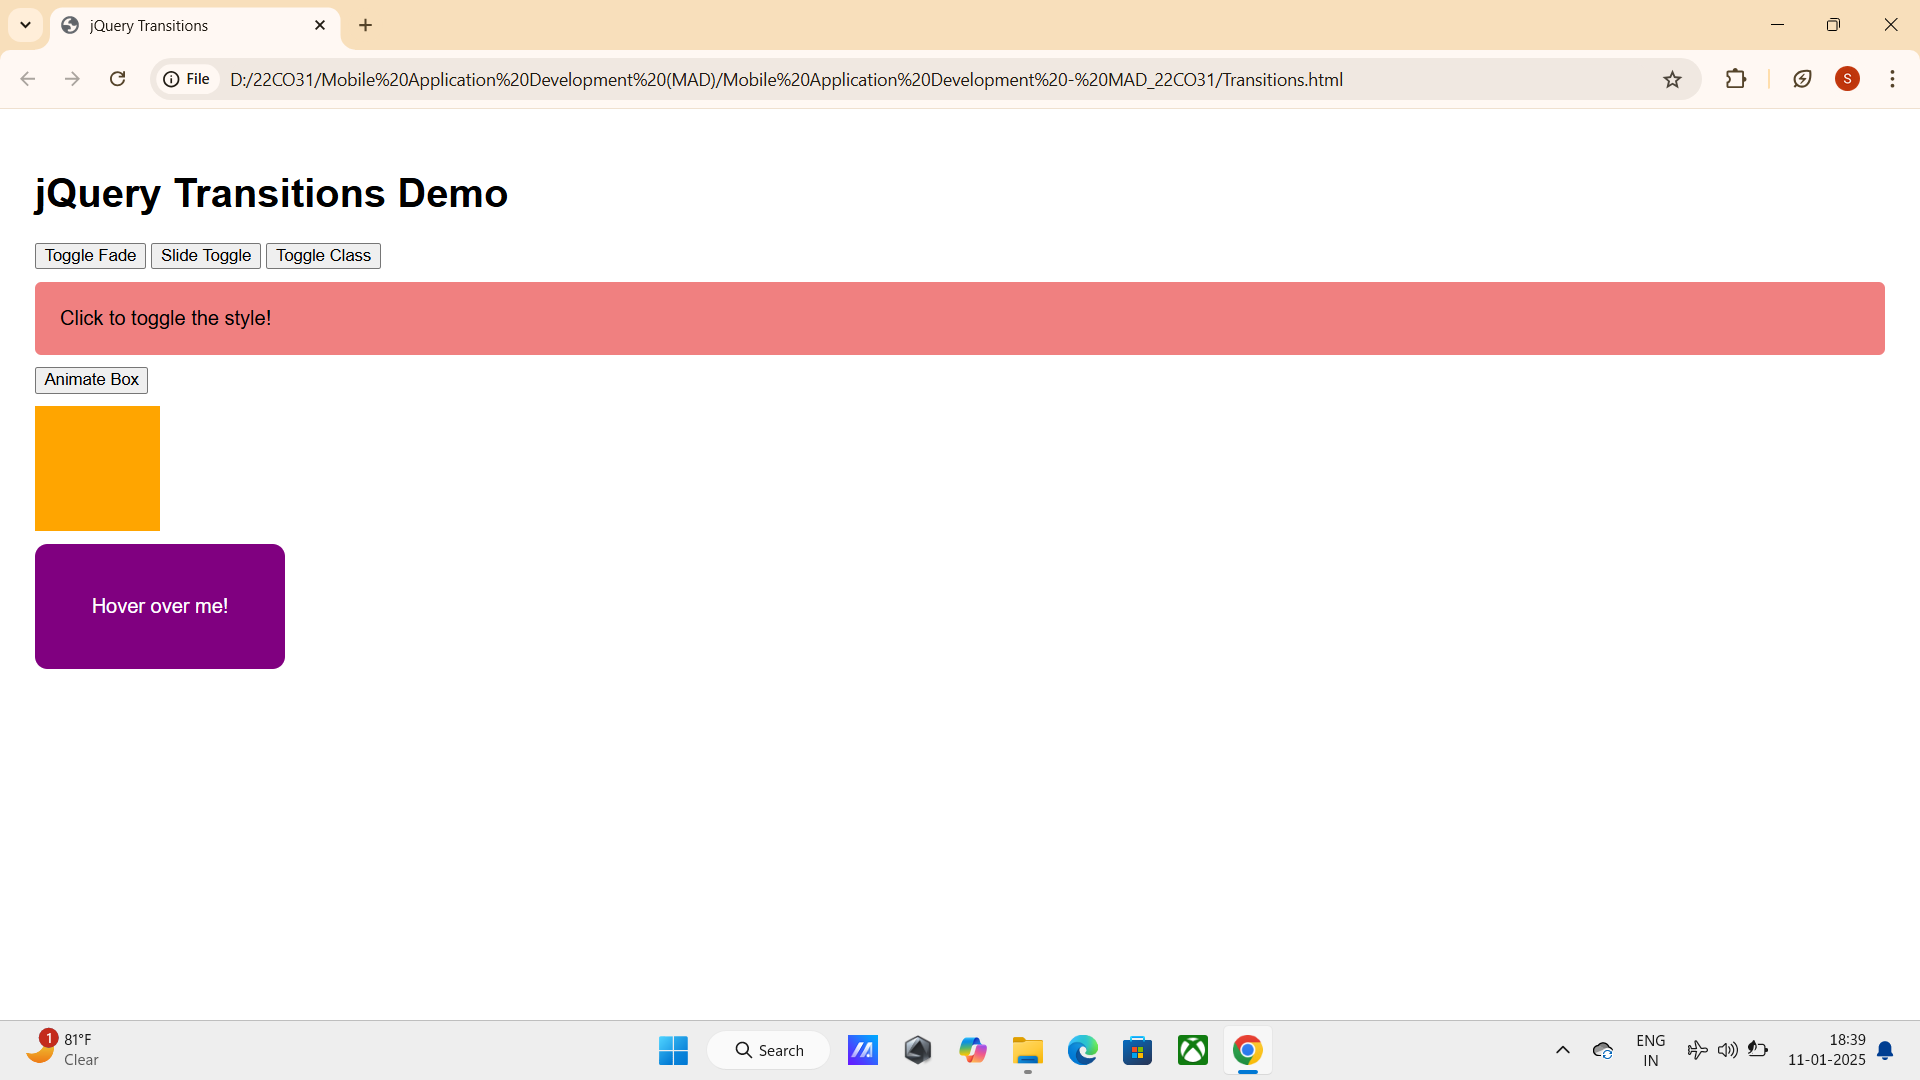 jQuery Transitions
File
D:/22CO31/Mobile%20Application%20Development%20(MAD)/Mobile%20Application%20Development%20-%20MAD_22CO31/Transitions.html
S
jQuery Transitions Demo
Toggle Fade Slide Toggle Toggle Class
Click to toggle the style!
Animate Box
Hover over me!
1
81°F
Clear
Search
ENG
IN
18:39
11-01-2025